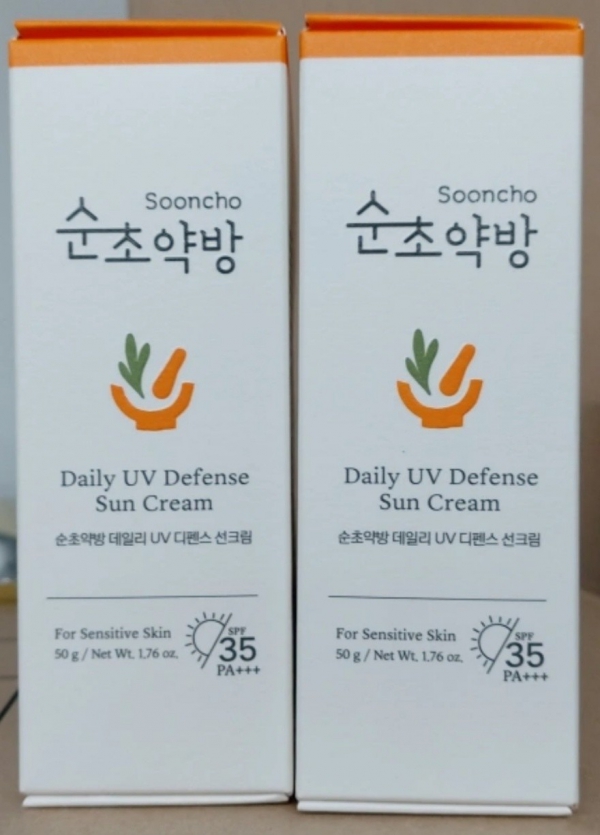 Sooncho
순초약방
Daily UV Defense
Sun Cream
순초약방 데일리 UV 디펜스 선크림
For Sensitive Skin
50 g / Net Wt. 1.76 oz.
SPF
35
PA+++
Sooncho
순초약방
Daily UV Defense
Sun Cream
순초약방 데일리 UV 디펜스 선크림
For Sensitive Skin
50 g / Net Wt. 1.76 oz.
SPF
35
PA+++